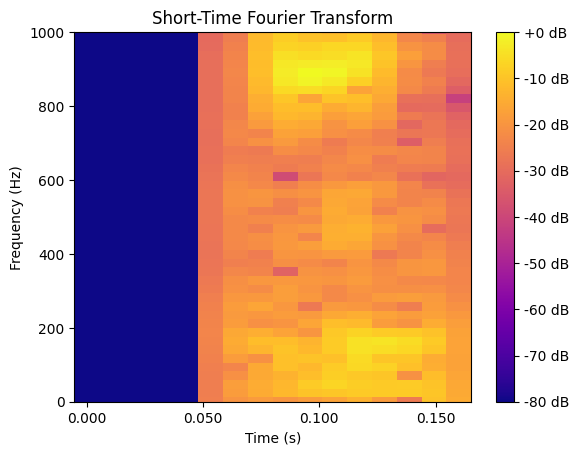 Short-Time Fourier Transform
1000
800
600
400
200
0
Frequency (Hz)
0.000
0.050
0.100
0.150
Time (s)
+0 dB
-10 dB
-20 dB
-30 dB
-40 dB
-50 dB
-60 dB
-70 dB
-80 dB